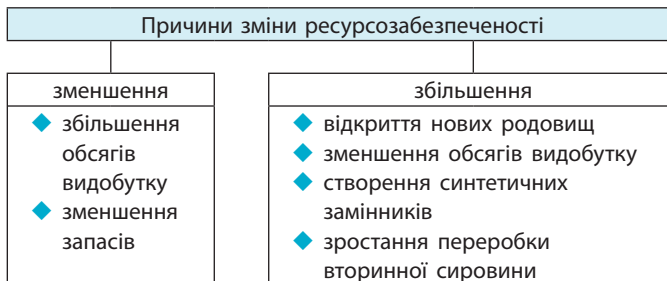 Причини зміни ресурсозабезпеченості
зменшення
збільшення
обсягів
видобутку
зменшення
запасів
збільшення
відкриття нових родовищ
зменшення обсягів видобутку
створення синтетичних
замінників
зростання переробки
вторинної сировини